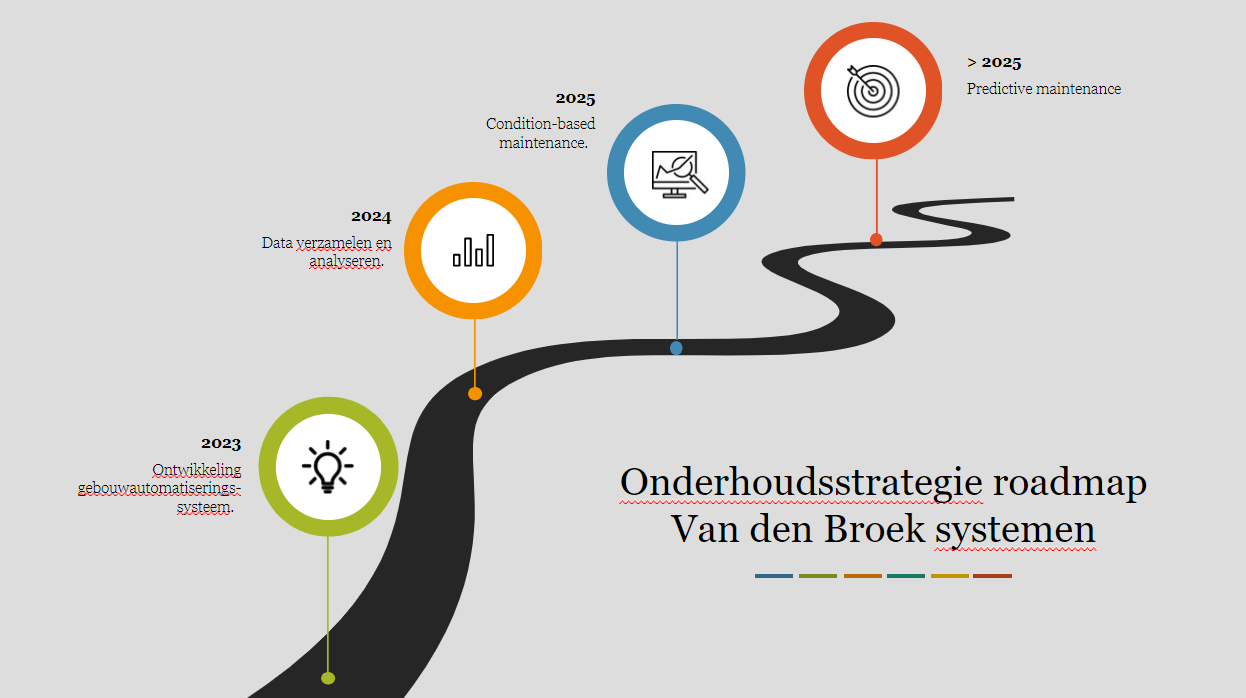 > 2025
Predictive maintenance
2025
Condition-based
maintenance.
2024
Data verzamelen en
analyseren.
2023
Ontwikkeling
gebouwautomatiserings-
systeem.
Onderhoudsstrategie roadmap
Van den Broek systemen